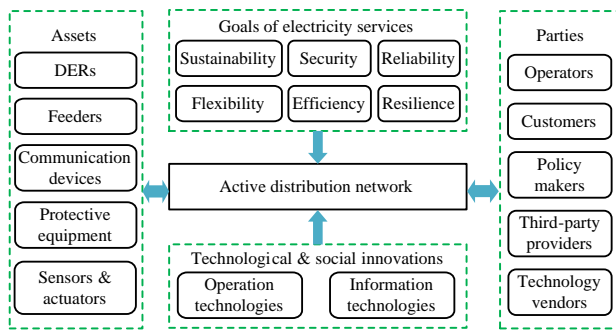 Assets
DERs
Feeders
Communication
devices
Protective
equipment
Sensors &
actuators
Goals of electricity services
Sustainability
Security
Reliability
Flexibility
Efficiency
Resilience
Active distribution network
Technological & social innovations
Operation
technologies
Information
technologies
Parties
Operators
Customers
Policy
makers
Third-party
providers
Technology
vendors